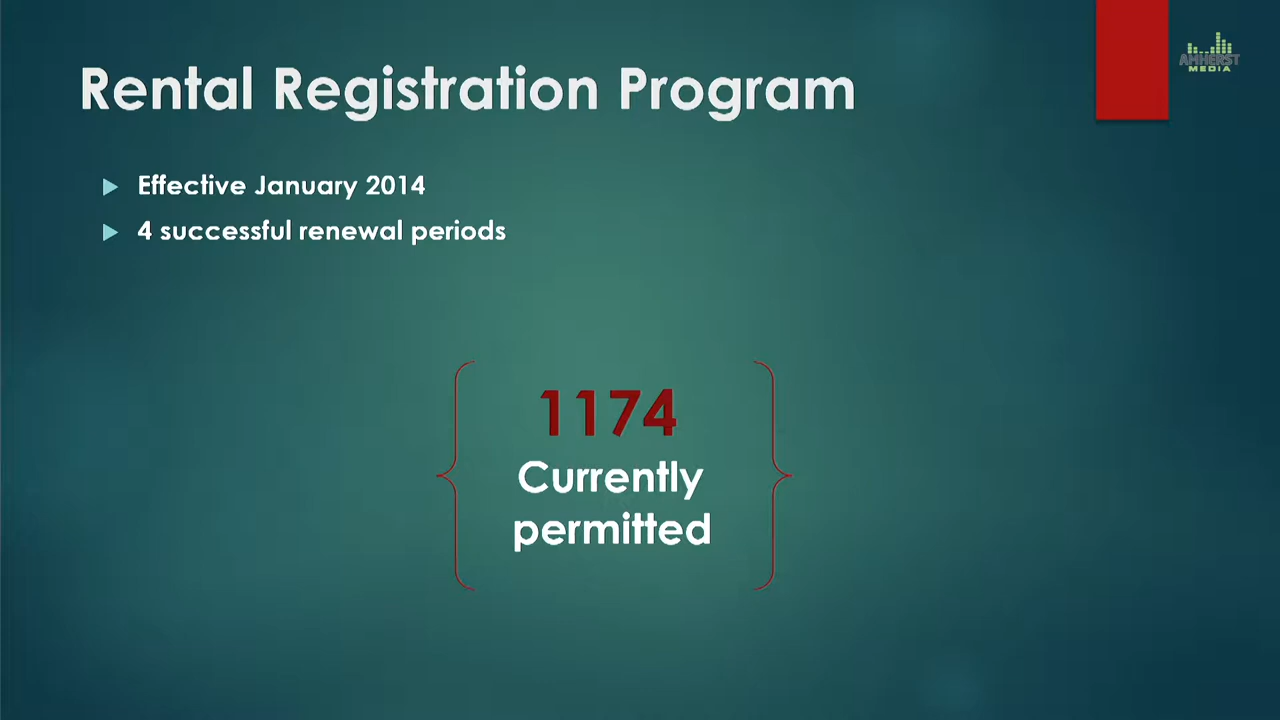 Rental Registration Program
AMHERST
MEDIA
Effective January 2014
4 successful renewal periods
1174
Currently
permitted